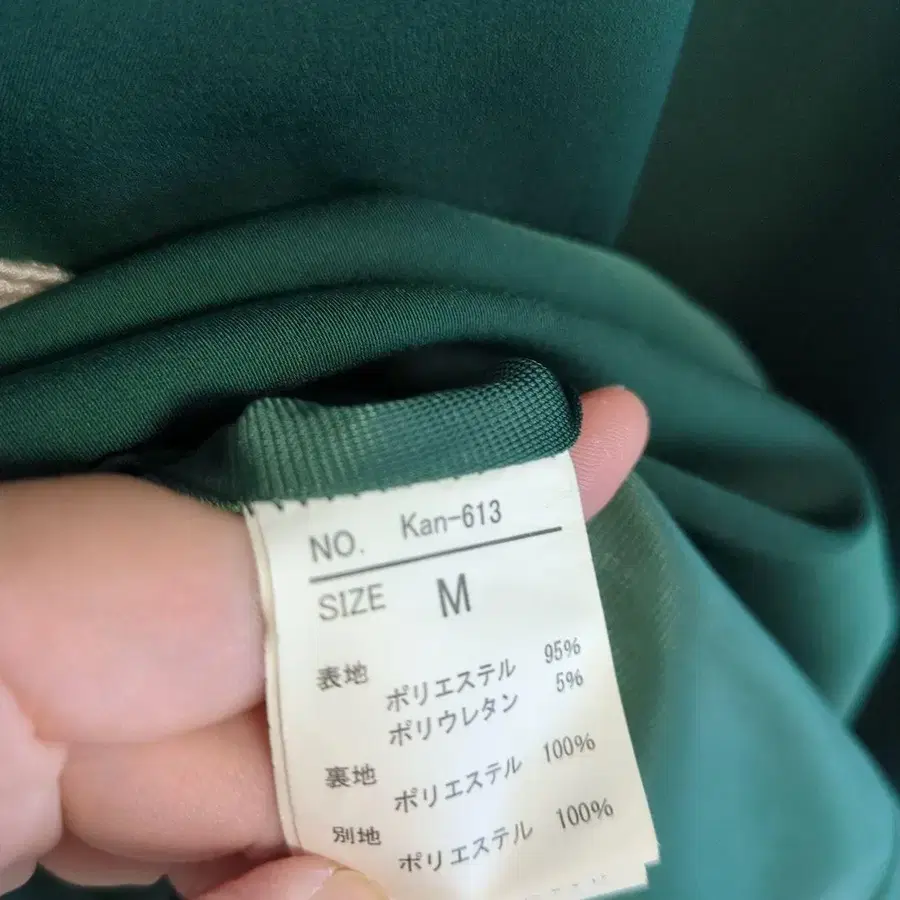 NO. Kan-613
SIZE M
表地 ポリエステル 95%
ポリウレタン 5%
裏地 ポリエステル 100%
別地 ポリエステル 100%